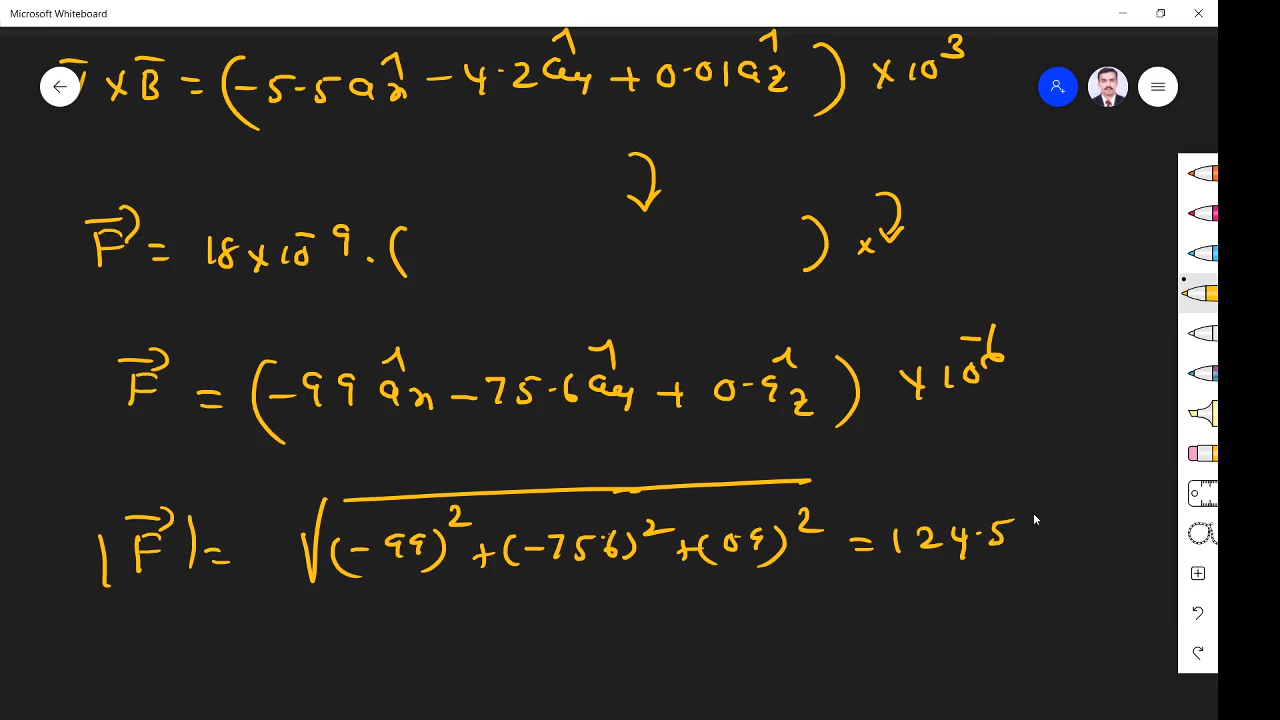 Microsoft Whiteboard
V̅ × B̅ = (-5.5 âx - 4.2 ây + 0.01 âz) × 10³
F⃗ = 18 × 10⁻⁹ . ( ) ×
F⃗ = (-99 âx - 75.6 ây + 0.9 ẑ) × 10⁻⁶
|F⃗| = √((-99)² + (-75.6)² + (0.9)²) = 124.5